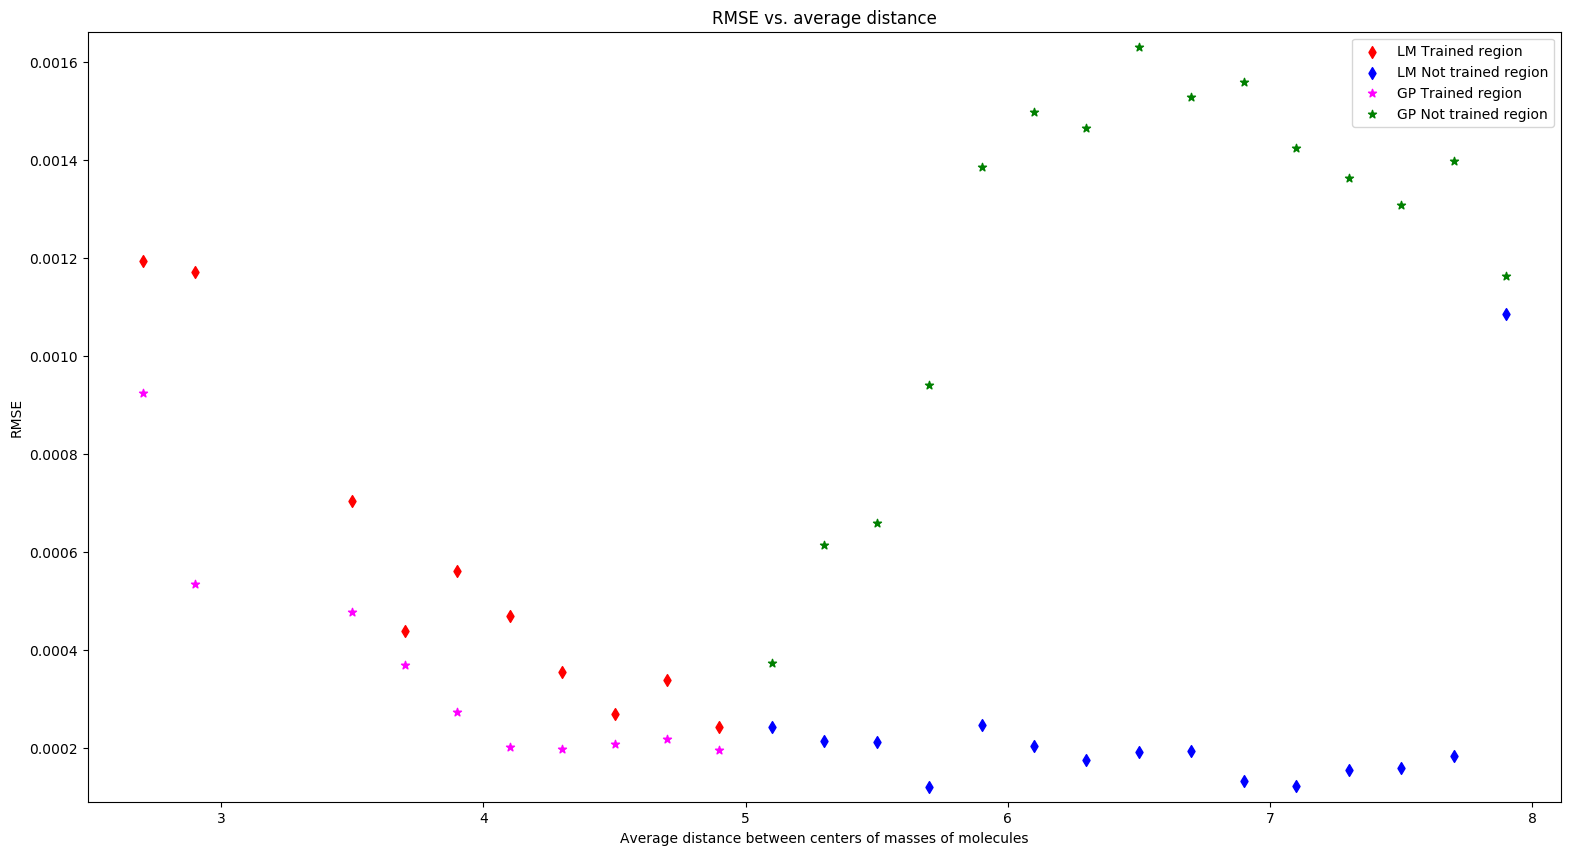 RMSE vs. average distance
LM Trained region
LM Not trained region
GP Trained region
GP Not trained region
0.0016
0.0014
0.0012
0.0010
0.0008
0.0006
0.0004
0.0002
RMSE
3 4 5 6 7 8
Average distance between centers of masses of molecules